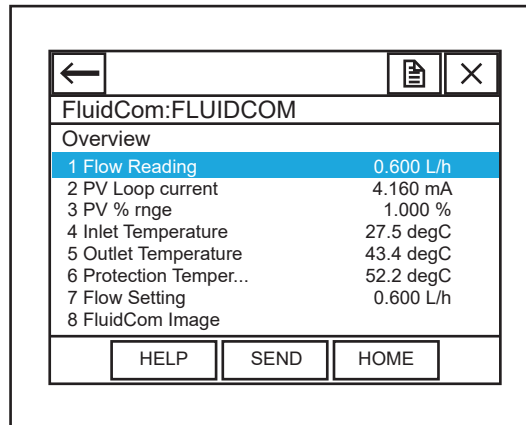 FluidCom:FLUIDCOM
Overview
1 Flow Reading 0.600 L/h
2 PV Loop current 4.160 mA
3 PV % rnge 1.000 %
4 Inlet Temperature 27.5 degC
5 Outlet Temperature 43.4 degC
6 Protection Temper... 52.2 degC
7 Flow Setting 0.600 L/h
8 FluidCom Image
HELP SEND HOME